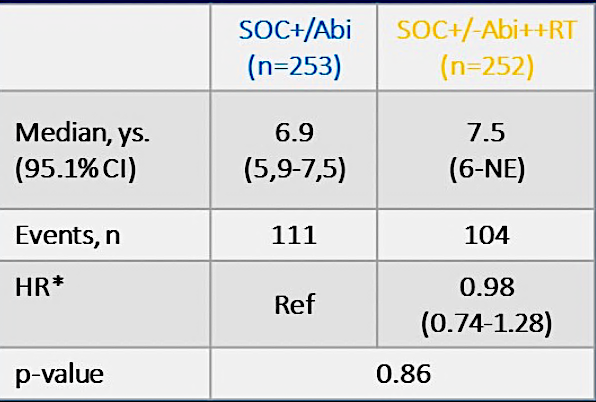 SOC+/Abi SOC+/-Abi++RT
(n=253) (n=252)
Median, ys. 6.9 7.5
(95.1% CI) (5,9-7,5) (6-NE)
Events, n 111 104
HR* Ref 0.98
(0.74-1.28)
p-value 0.86